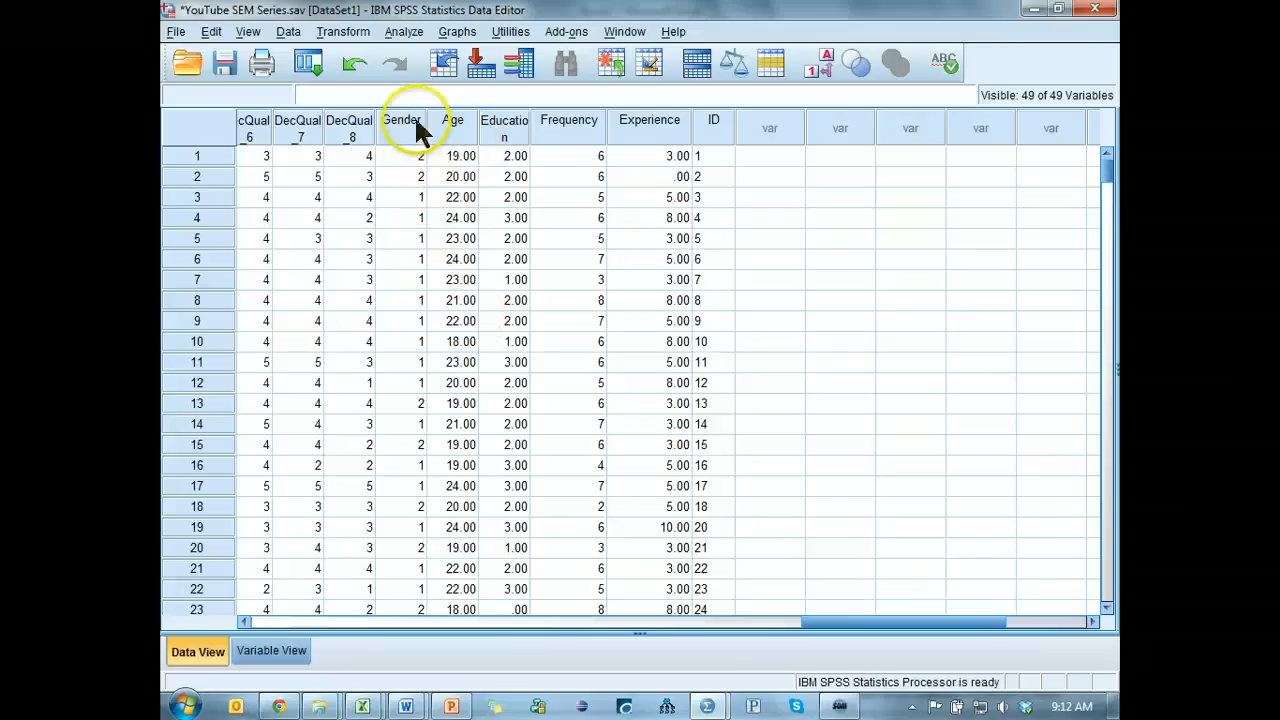 *YouTube SEM Series.sav [DataSet1] - IBM SPSS Statistics Data Editor
File Edit View Data Transform Analyze Graphs Utilities Add-ons Window Help
Visible: 49 of 49 Variables
cQual_6 DecQual_7 DecQual_8 Gender Age Education Frequency Experience ID var var var var var
1 3 3 4 2 19.00 2.00 6 3.00 1
2 5 5 3 2 20.00 2.00 6 .00 2
3 4 4 4 1 22.00 2.00 5 5.00 3
4 4 4 2 1 24.00 3.00 6 8.00 4
5 4 3 3 1 23.00 2.00 5 3.00 5
6 4 4 3 1 24.00 2.00 7 5.00 6
7 4 4 3 1 23.00 1.00 3 3.00 7
8 4 4 4 1 21.00 2.00 8 8.00 8
9 4 4 4 1 22.00 2.00 7 5.00 9
10 4 4 4 1 18.00 1.00 6 8.00 10
11 5 5 3 1 23.00 3.00 6 5.00 11
12 4 4 1 1 20.00 2.00 5 8.00 12
13 4 4 4 2 19.00 2.00 6 3.00 13
14 5 4 3 1 21.00 2.00 7 3.00 14
15 4 4 2 2 19.00 2.00 6 3.00 15
16 4 2 2 1 19.00 3.00 4 5.00 16
17 5 5 5 1 24.00 3.00 7 5.00 17
18 3 3 3 2 20.00 2.00 2 5.00 18
19 3 3 3 1 24.00 3.00 6 10.00 20
20 3 4 3 2 19.00 1.00 3 3.00 21
21 4 4 4 1 22.00 2.00 6 3.00 22
22 2 3 1 1 22.00 3.00 5 3.00 23
23 4 4 2 2 18.00 .00 8 8.00 24
Data View Variable View
IBM SPSS Statistics Processor is ready
9:12 AM